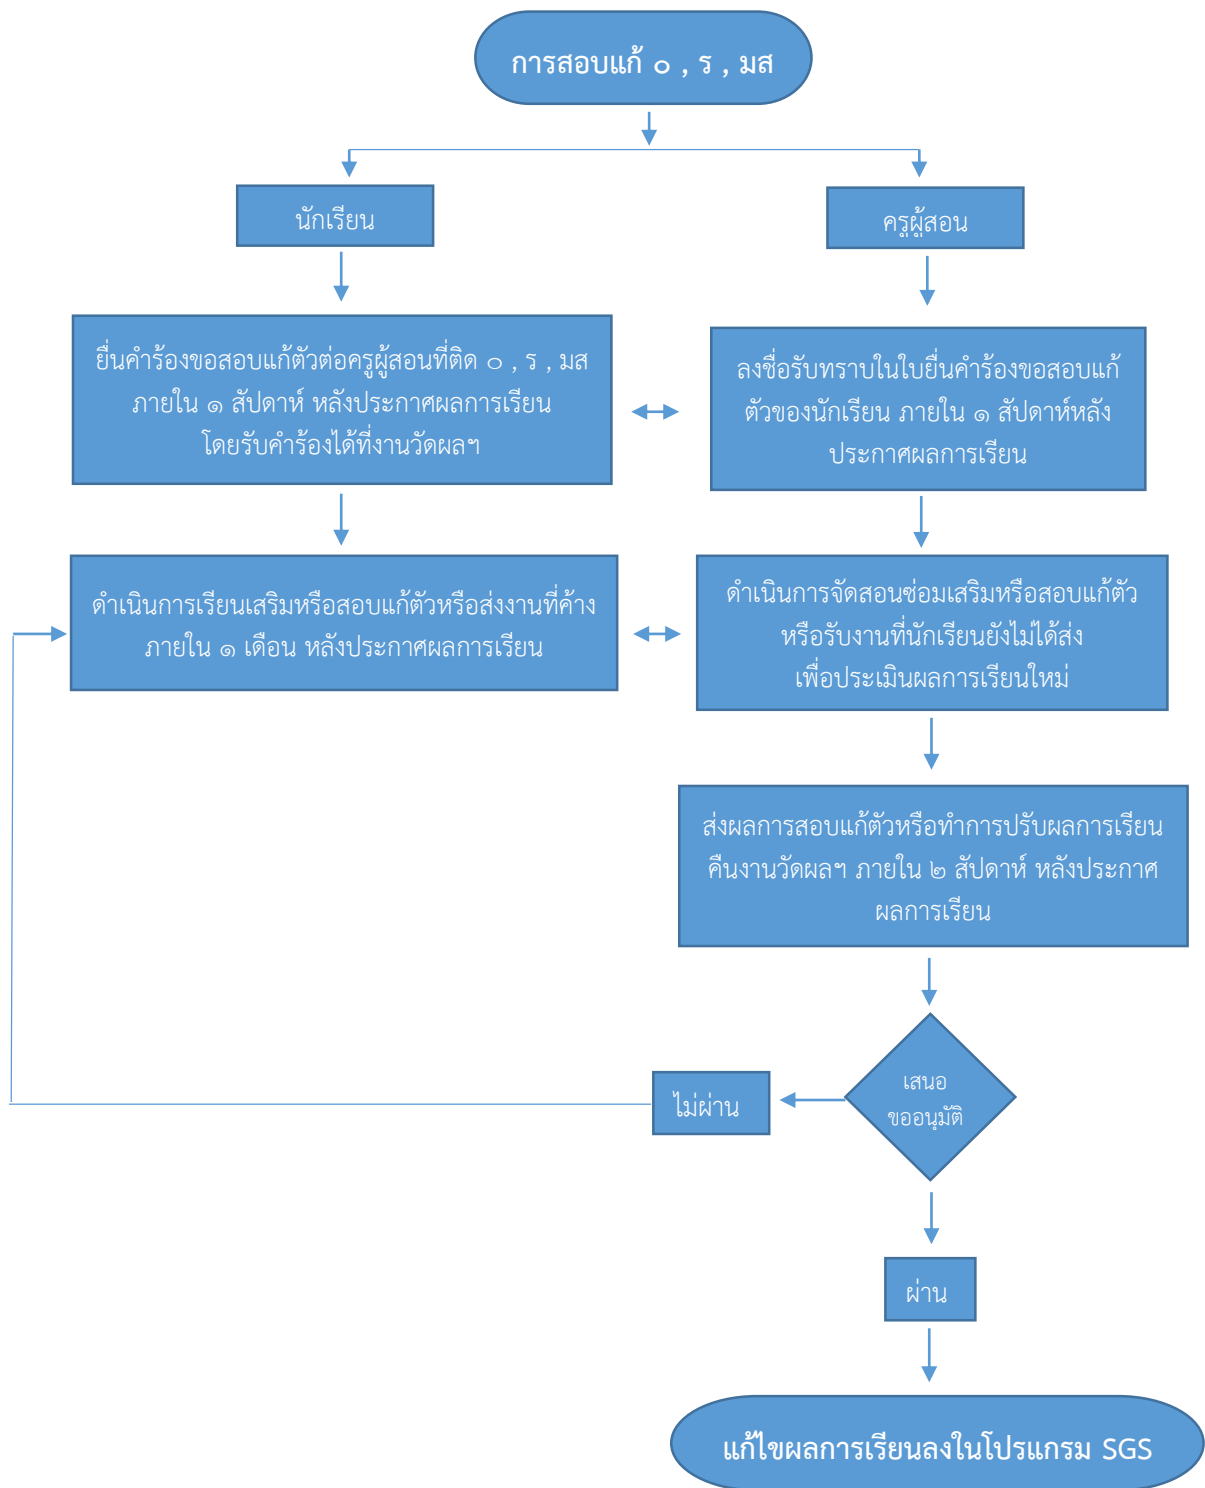 การสอบแก้ ๐ , ร , มส
นักเรียน
ครูผู้สอน
ยื่นคำร้องขอสอบแก้ตัวต่อครูผู้สอนที่ติด ๐ , ร , มส
ภายใน ๑ สัปดาห์ หลังประกาศผลการเรียน
โดยรับคำร้องได้ที่งานวัดผลฯ
ลงชื่อรับทราบในใบยื่นคำร้องขอสอบแก้
ตัวของนักเรียน ภายใน ๑ สัปดาห์หลัง
ประกาศผลการเรียน
ดำเนินการเรียนเสริมหรือสอบแก้ตัวหรือส่งงานที่ค้าง
ภายใน ๑ เดือน หลังประกาศผลการเรียน
ดำเนินการจัดสอนซ่อมเสริมหรือสอบแก้ตัว
หรือรับงานที่นักเรียนยังไม่ได้ส่ง
เพื่อประเมินผลการเรียนใหม่
ส่งผลการสอบแก้ตัวหรือทำการปรับผลการเรียน
คืนงานวัดผลฯ ภายใน ๒ สัปดาห์ หลังประกาศ
ผลการเรียน
เสนอ
ขออนุมัติ
ไม่ผ่าน
ผ่าน
แก้ไขผลการเรียนลงในโปรแกรม SGS